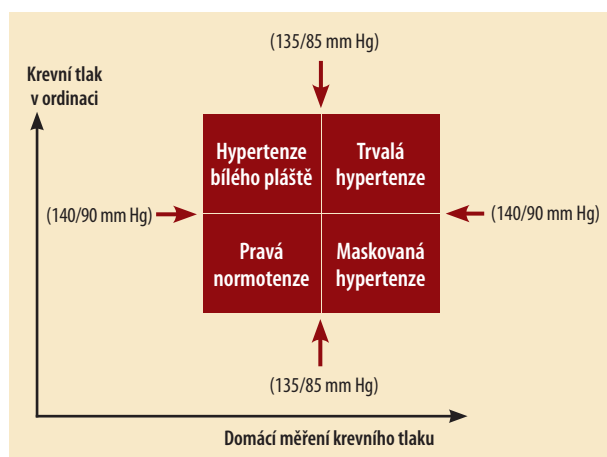 (135/85 mm Hg)
Krevní tlak
v ordinaci
Hypertenze
bílého pláště
Trvalá
hypertenze
(140/90 mm Hg)
(140/90 mm Hg)
Pravá
normotenze
Maskovaná
hypertenze
(135/85 mm Hg)
Domácí měření krevního tlaku